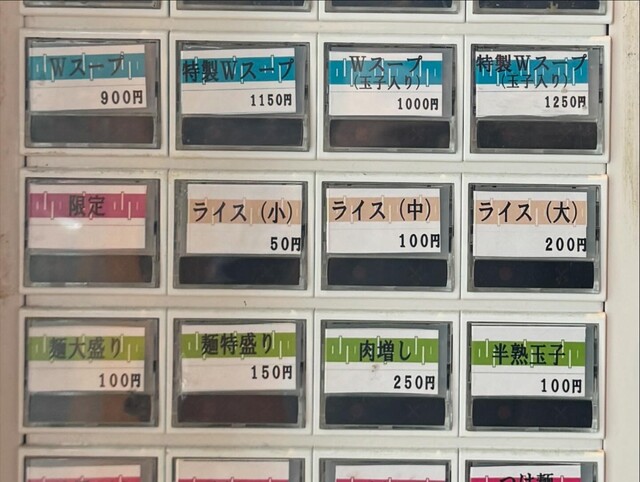 Wスープ
900円
特製Wスープ
1150円
Wスープ
(玉子入り)
1000円
特製Wスープ
(玉子入り)
1250円
限定
ライス(小)
50円
ライス(中)
100円
ライス(大)
200円
麺大盛り
100円
麺特盛り
150円
肉増し
250円
半熟玉子
100円
つけ麺